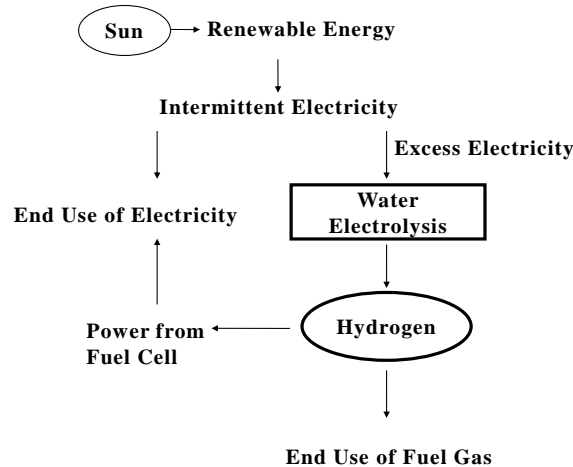 Sun
Renewable Energy
Intermittent Electricity
Excess Electricity
Water
Electrolysis
End Use of Electricity
Hydrogen
Power from
Fuel Cell
End Use of Fuel Gas